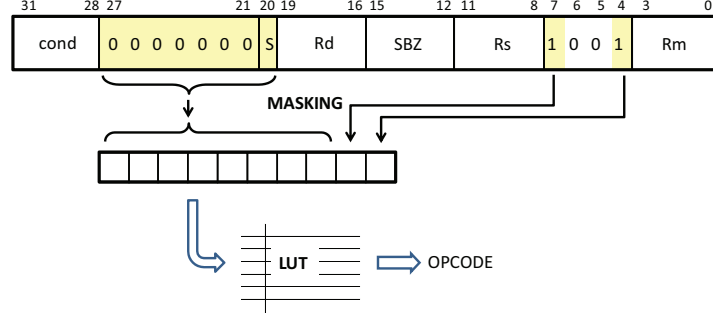 31 28 27 21 20 19 16 15 12 11 8 7 6 5 4 3 0
cond 0 0 0 0 0 0 0 S Rd SBZ Rs 1 0 0 1 Rm
MASKING
LUT OPCODE